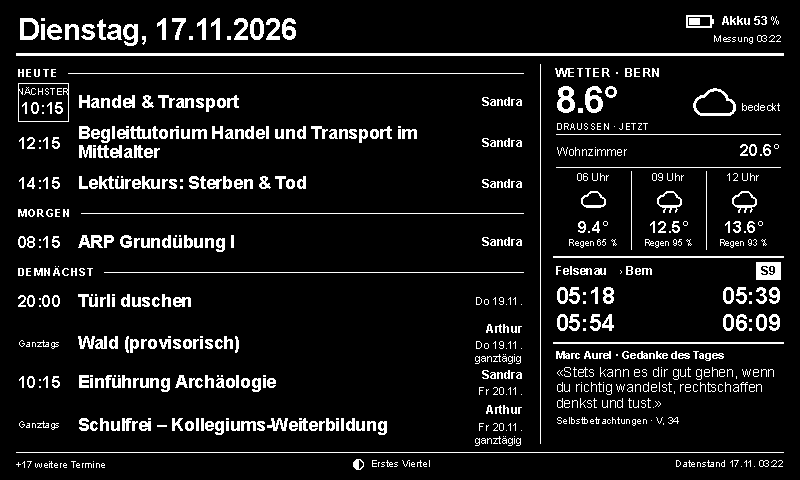 Dienstag, 17.11.2026
Akku 53 %
Messung 03:22
HEUTE
NÄCHSTER
10:15 Handel & Transport Sandra
12:15 Begleittutorium Handel und Transport im
Mittelalter Sandra
14:15 Lektürekurs: Sterben & Tod Sandra
MORGEN
08:15 ARP Grundübung I Sandra
DEMNÄCHST
20:00 Türli duschen Do 19.11.
Ganztags Wald (provisorisch) Arthur
Do 19.11.
ganztägig
10:15 Einführung Archäologie Sandra
Fr 20.11.
Ganztags Schulfrei – Kollegiums-Weiterbildung Arthur
Fr 20.11.
ganztägig
WETTER · BERN
8.6° bedeckt
DRAUSSEN · JETZT
Wohnzimmer 20.6°
06 Uhr 09 Uhr 12 Uhr
9.4° 12.5° 13.6°
Regen 65 % Regen 95 % Regen 93 %
Felsenau › Bern S9
05:18 05:39
05:54 06:09
Marc Aurel · Gedanke des Tages
«Stets kann es dir gut gehen, wenn
du richtig wandelst, rechtschaffen
denkst und tust.»
Selbstbetrachtungen · V, 34
+17 weitere Termine
Erstes Viertel
Datenstand 17.11. 03:22